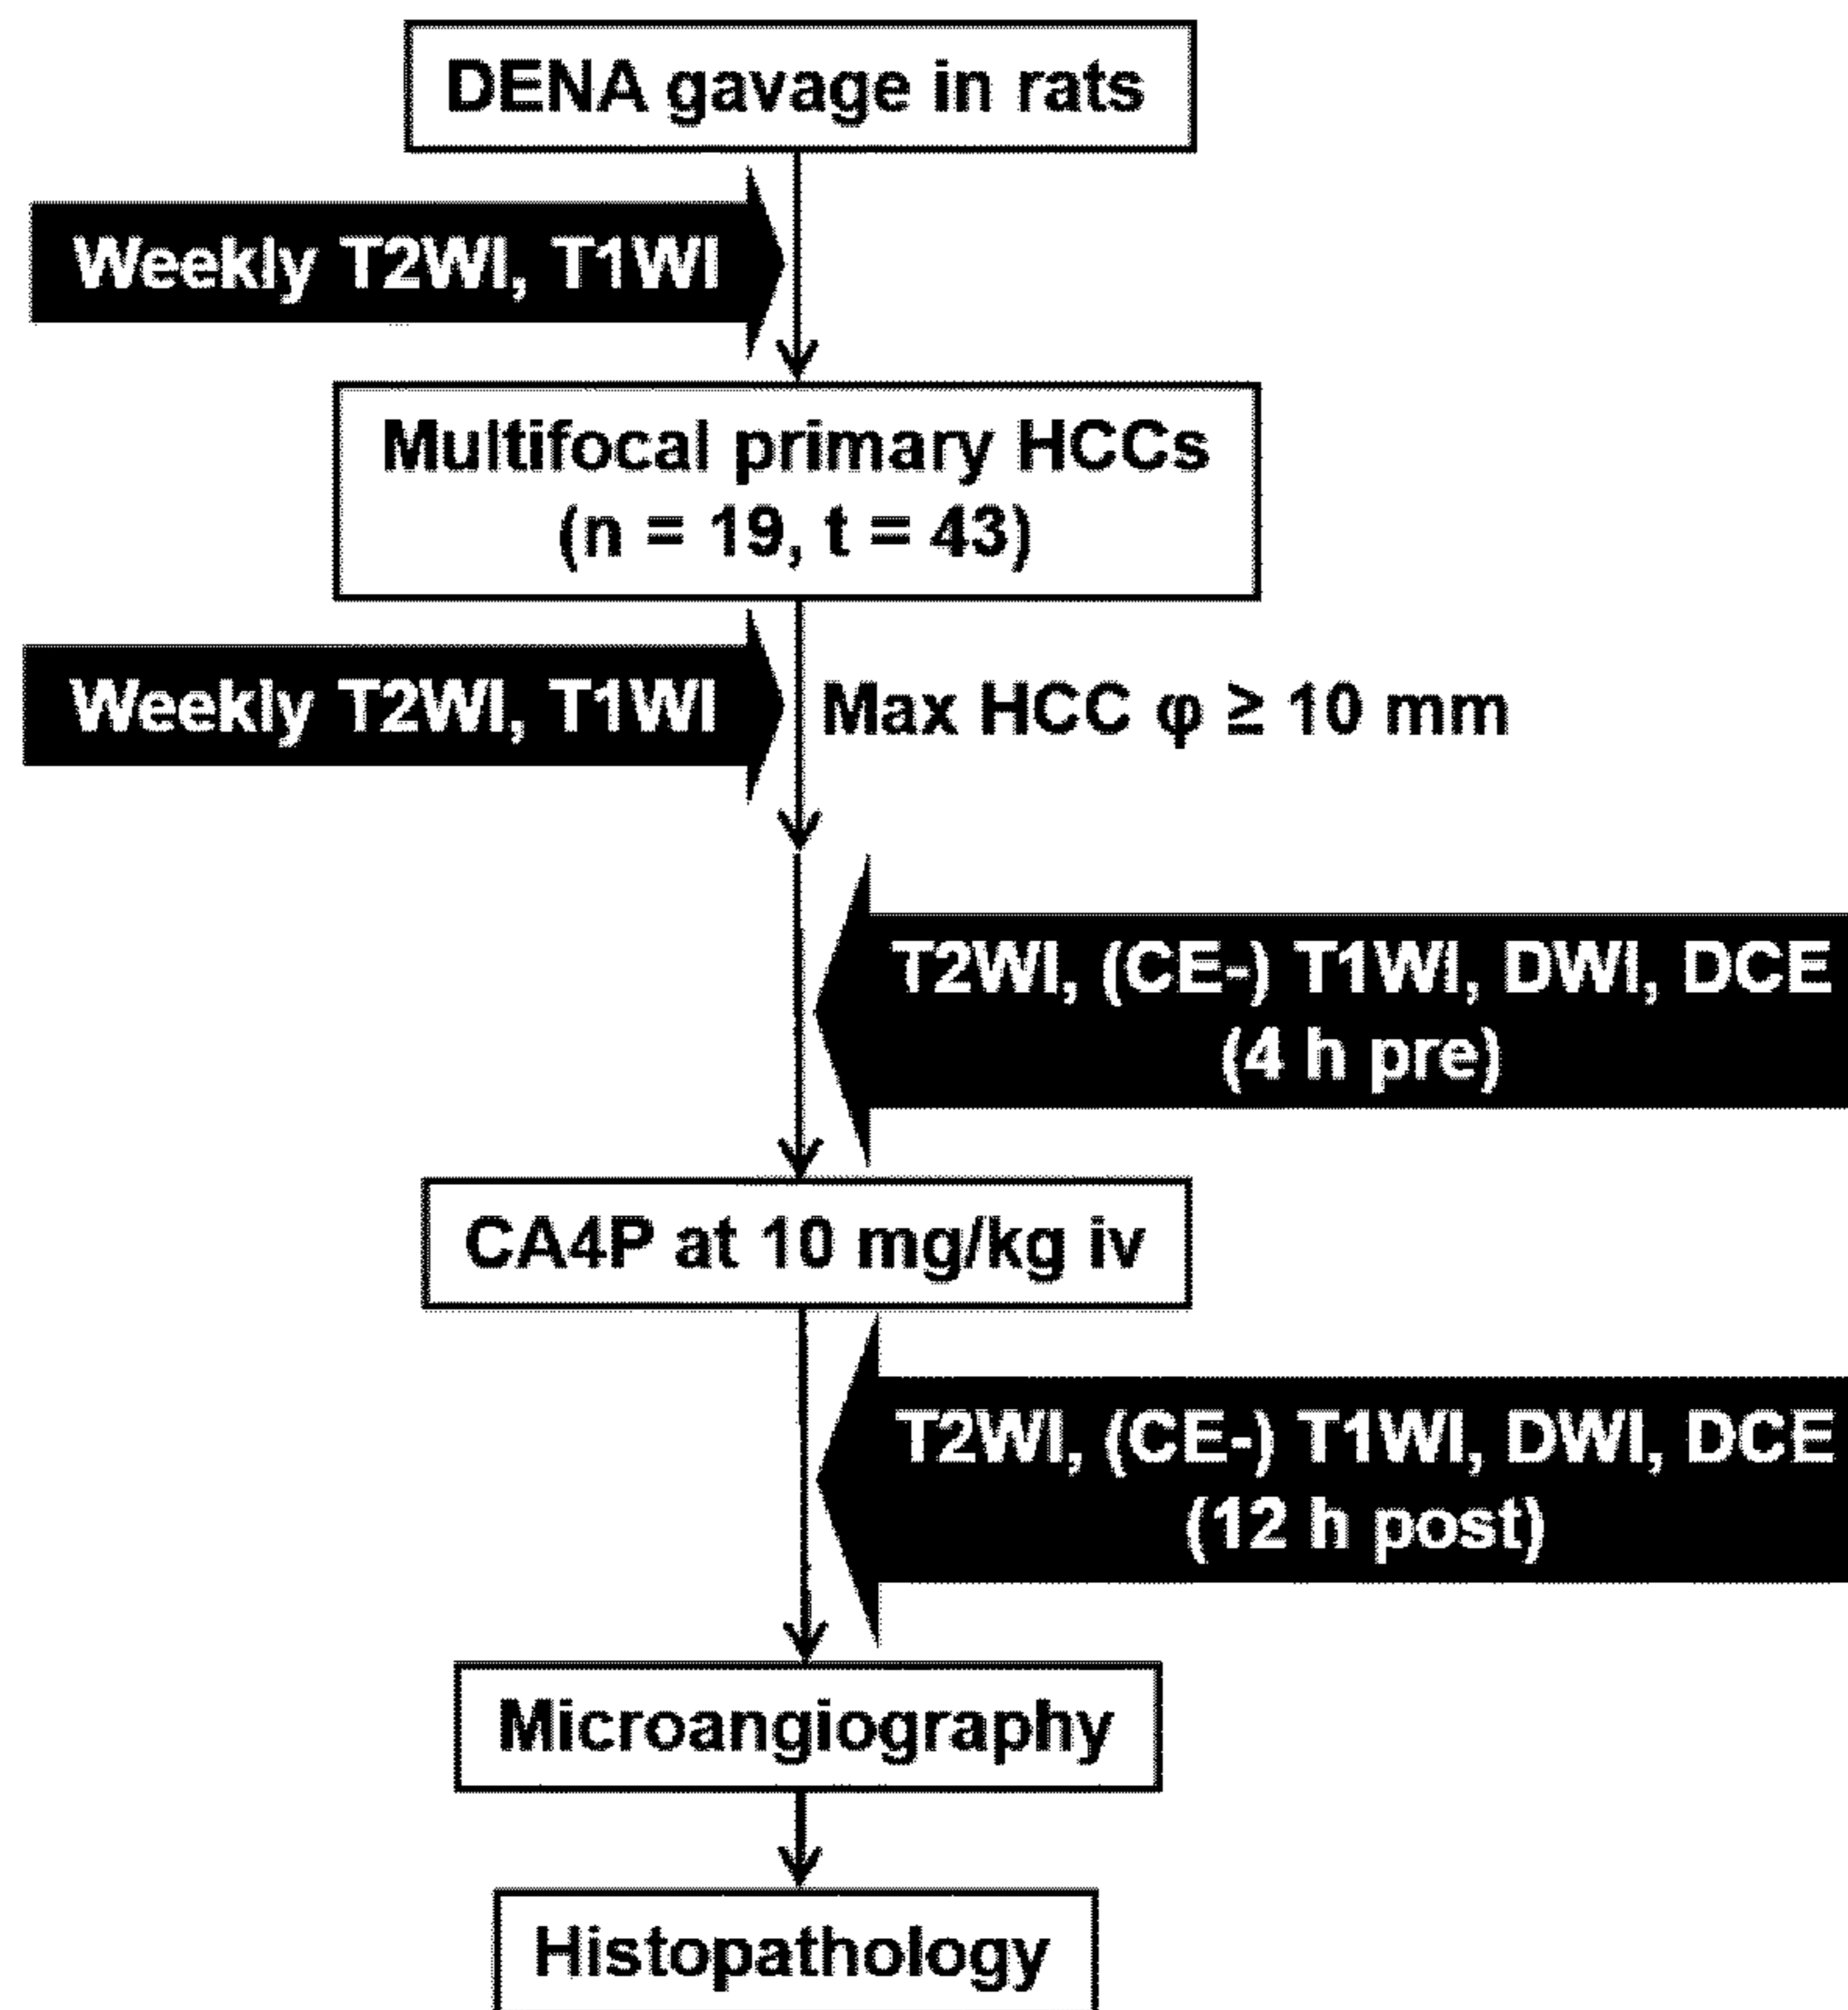 DENA gavage in rats
Weekly T2WI, T1WI
Multifocal primary HCCs
(n = 19, t = 43)
Weekly T2WI, T1WI
Max HCC φ ≥ 10 mm
T2WI, (CE-) T1WI, DWI, DCE
(4 h pre)
CA4P at 10 mg/kg iv
T2WI, (CE-) T1WI, DWI, DCE
(12 h post)
Microangiography
Histopathology